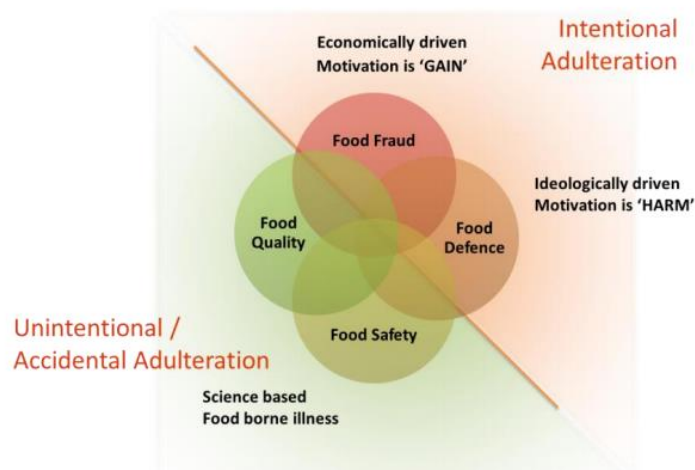 Intentional
Adulteration
Economically driven
Motivation is ‘GAIN’
Food Fraud
Ideologically driven
Motivation is ‘HARM’
Food
Quality
Food
Defence
Unintentional /
Accidental Adulteration
Food Safety
Science based
Food borne illness